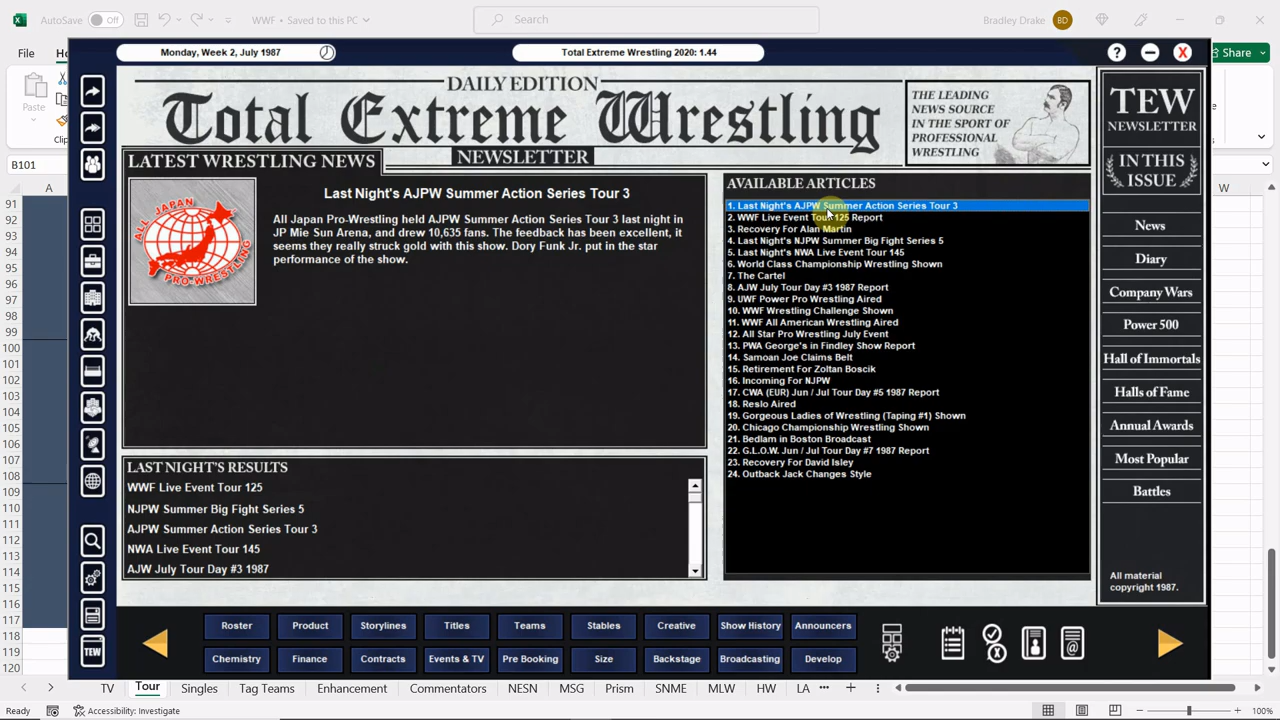 AutoSave Off WWF • Saved to this PC Search Bradley Drake BD
File Ho Share
Paste
Clip
B101
A W
91
92
93
94
95
96
97
98
99
100
101
102
103
104
105
106
107
108
109
110
111
112
113
114
115
116
117
118
119
120
Monday, Week 2, July 1987 Total Extreme Wrestling 2020: 1.44 ? X
DAILY EDITION
Total Extreme Wrestling
NEWSLETTER
THE LEADING
NEWS SOURCE
IN THE SPORT OF
PROFESSIONAL
WRESTLING
LATEST WRESTLING NEWS
ALL JAPAN
PRO-WRESTLING
Last Night's AJPW Summer Action Series Tour 3
All Japan Pro-Wrestling held AJPW Summer Action Series Tour 3 last night in
JP Mie Sun Arena, and drew 10,635 fans. The feedback has been excellent, it
seems they really struck gold with this show. Dory Funk Jr. put in the star
performance of the show.
LAST NIGHT'S RESULTS
WWF Live Event Tour 125
NJPW Summer Big Fight Series 5
AJPW Summer Action Series Tour 3
NWA Live Event Tour 145
AJW July Tour Day #3 1987
AVAILABLE ARTICLES
1. Last Night's AJPW Summer Action Series Tour 3
2. WWF Live Event Tour 125 Report
3. Recovery For Alan Martin
4. Last Night's NJPW Summer Big Fight Series 5
5. Last Night's NWA Live Event Tour 145
6. World Class Championship Wrestling Shown
7. The Cartel
8. AJW July Tour Day #3 1987 Report
9. UWF Power Pro Wrestling Aired
10. WWF Wrestling Challenge Shown
11. WWF All American Wrestling Aired
12. All Star Pro Wrestling July Event
13. PWA George's in Findley Show Report
14. Samoan Joe Claims Belt
15. Retirement For Zoltan Boscik
16. Incoming For NJPW
17. CWA (EUR) Jun / Jul Tour Day #5 1987 Report
18. Reslo Aired
19. Gorgeous Ladies of Wrestling (Taping #1) Shown
20. Chicago Championship Wrestling Shown
21. Bedlam in Boston Broadcast
22. G.L.O.W. Jun / Jul Tour Day #7 1987 Report
23. Recovery For David Isley
24. Outback Jack Changes Style
TEW
NEWSLETTER
IN THIS
ISSUE
News
Diary
Company Wars
Power 500
Hall of Immortals
Halls of Fame
Annual Awards
Most Popular
Battles
All material
copyright 1987.
TEW
Roster Product Storylines Titles Teams Stables Creative Show History Announcers
Chemistry Finance Contracts Events & TV Pre Booking Size Backstage Broadcasting Develop
TV Tour Singles Tag Teams Enhancement Commentators NESN MSG Prism SNME MLW HW LA
Ready Accessibility: Investigate 100%